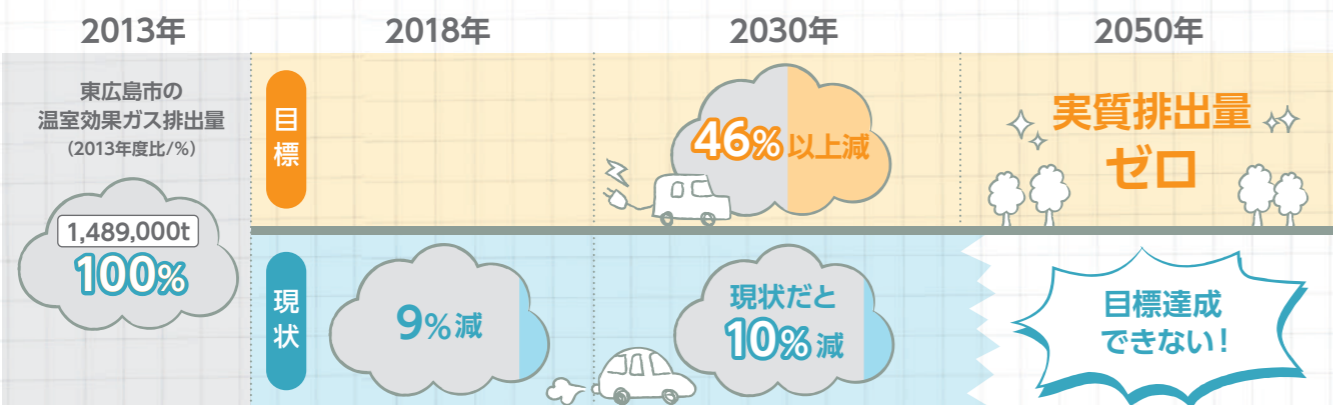 2013年
2018年
2030年
2050年
東広島市の
温室効果ガス排出量
(2013年度比/%)
1,489,000t
100%
目標
46%以上減
実質排出量
ゼロ
現状
9%減
現状だと
10%減
目標達成
できない!